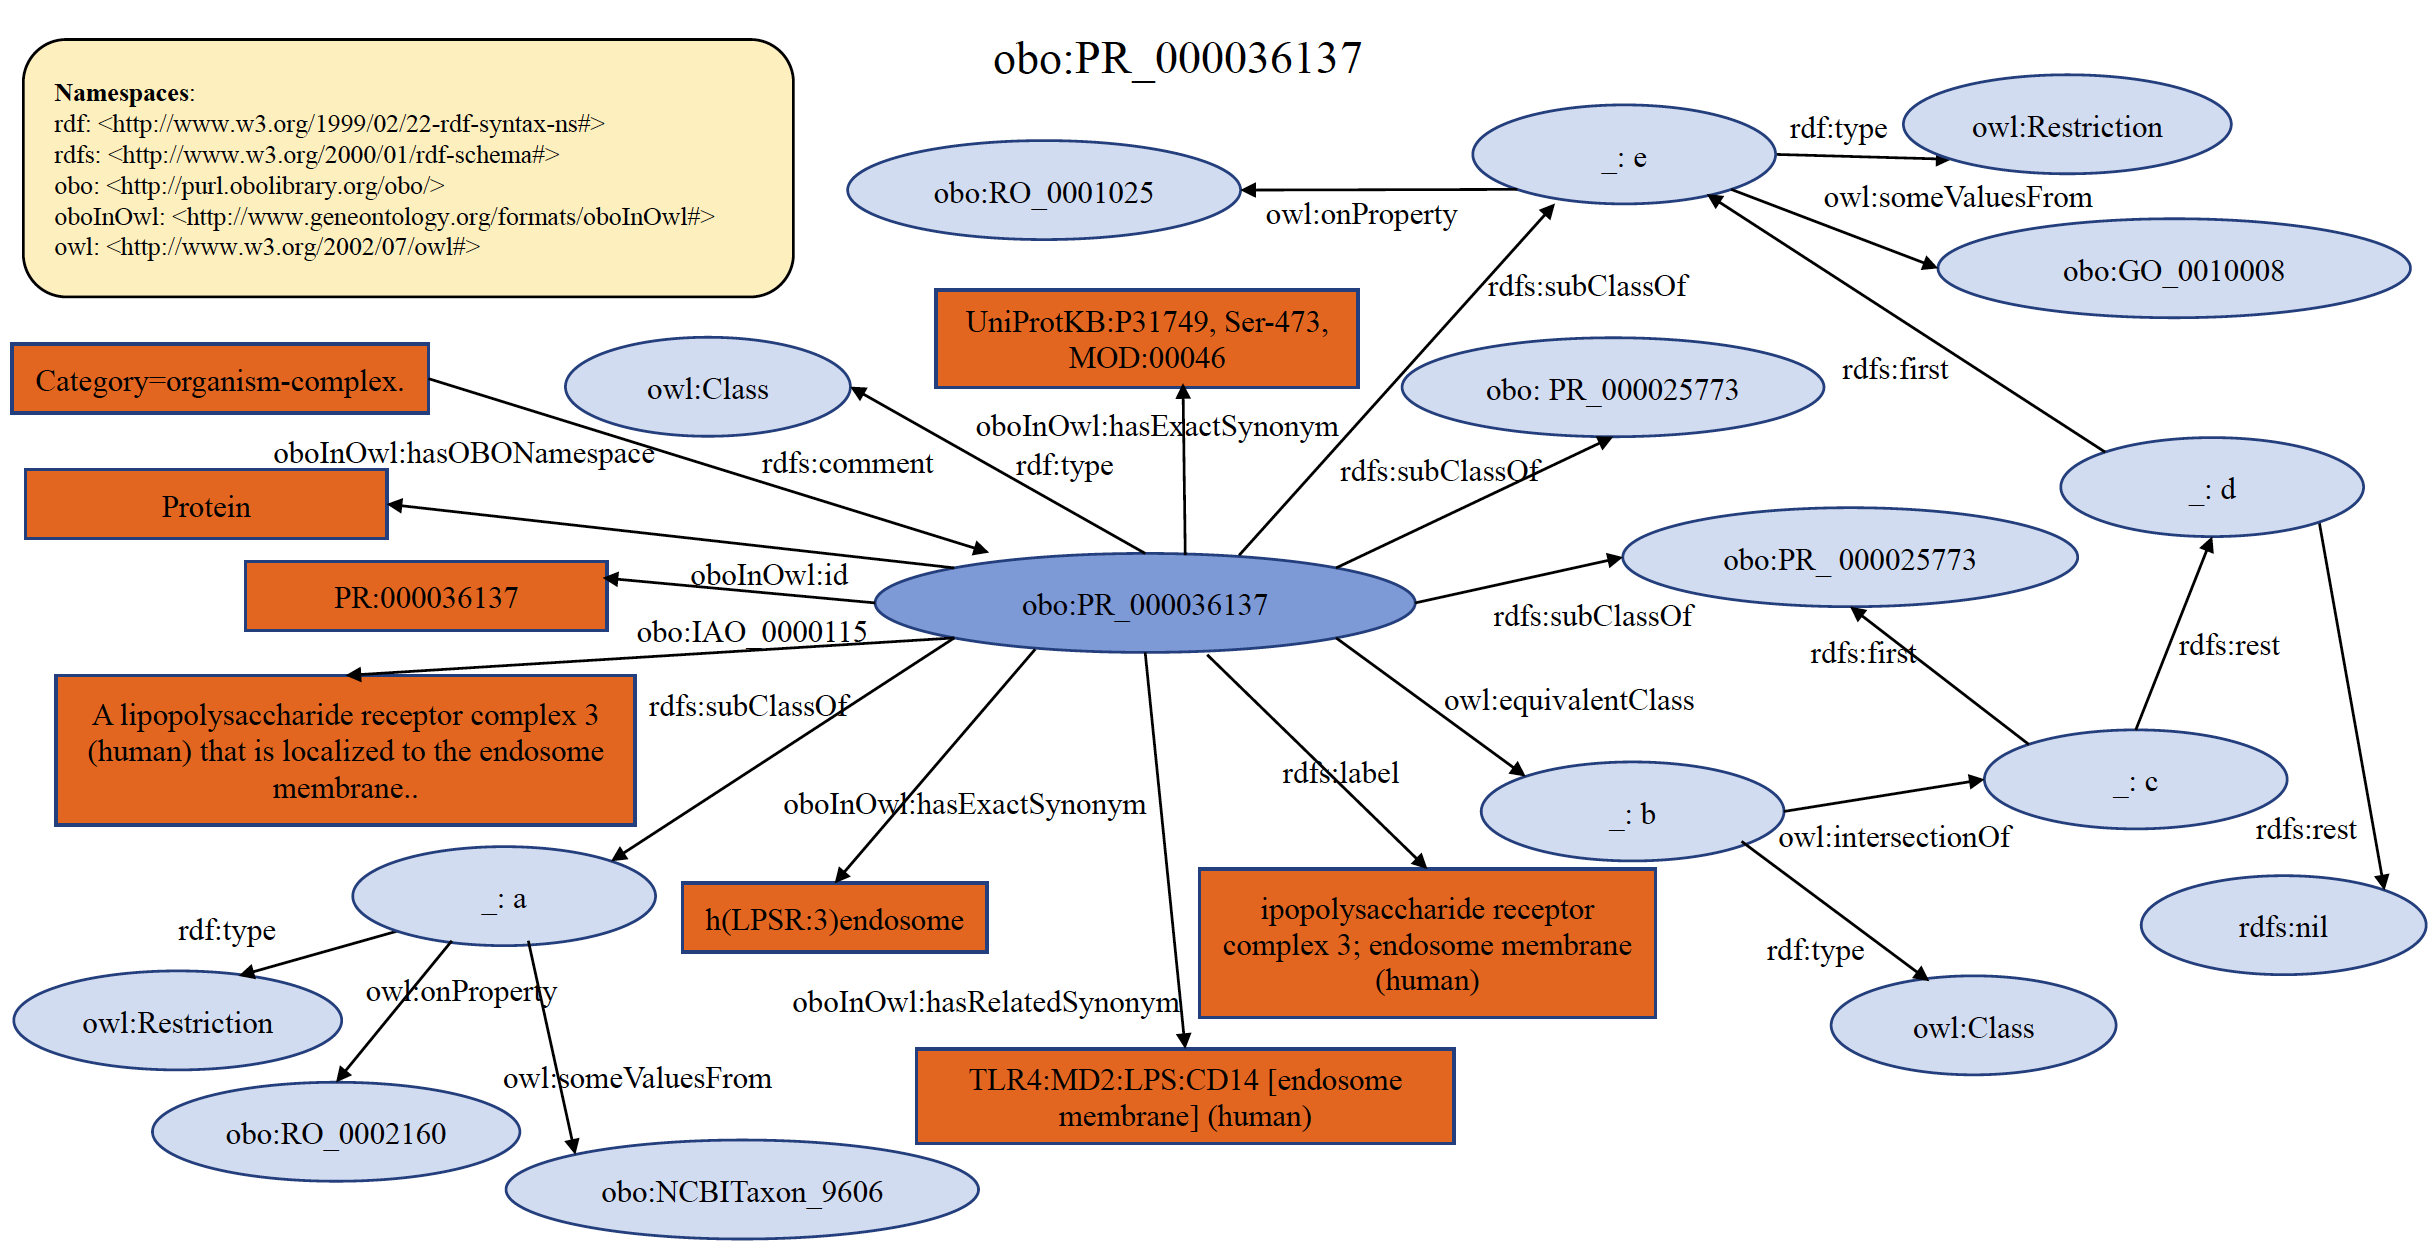 obo:PR_000036137
Namespaces:
rdf: <http://www.w3.org/1999/02/22-rdf-syntax-ns#>
rdfs: <http://www.w3.org/2000/01/rdf-schema#>
obo: <http://purl.obolibrary.org/obo/>
oboInOwl: <http://www.geneontology.org/formats/oboInOwl#>
owl: <http://www.w3.org/2002/07/owl#>
_: e
rdf:type
owl:Restriction
obo:RO_0001025
owl:onProperty
owl:someValuesFrom
obo:GO_0010008
rdfs:subClassOf
UniProtKB:P31749, Ser-473,
MOD:00046
Category=organism-complex.
owl:Class
obo: PR_000025773
rdfs:first
oboInOwl:hasExactSynonym
oboInOwl:hasOBONamespace
rdfs:comment
rdf:type
rdfs:subClassOf
_: d
Protein
obo:PR_ 000025773
oboInOwl:id
PR:000036137
obo:PR_000036137
rdfs:subClassOf
obo:IAO_0000115
rdfs:first
rdfs:rest
A lipopolysaccharide receptor complex 3
(human) that is localized to the endosome
membrane..
rdfs:subClassOf
owl:equivalentClass
rdfs:label
oboInOwl:hasExactSynonym
_: b
_: c
owl:intersectionOf
rdfs:rest
_: a
h(LPSR:3)endosome
ipopolysaccharide receptor
complex 3; endosome membrane
(human)
rdf:type
rdf:type
rdfs:nil
owl:onProperty
oboInOwl:hasRelatedSynonym
owl:Restriction
owl:Class
owl:someValuesFrom
TLR4:MD2:LPS:CD14 [endosome
membrane] (human)
obo:RO_0002160
obo:NCBITaxon_9606